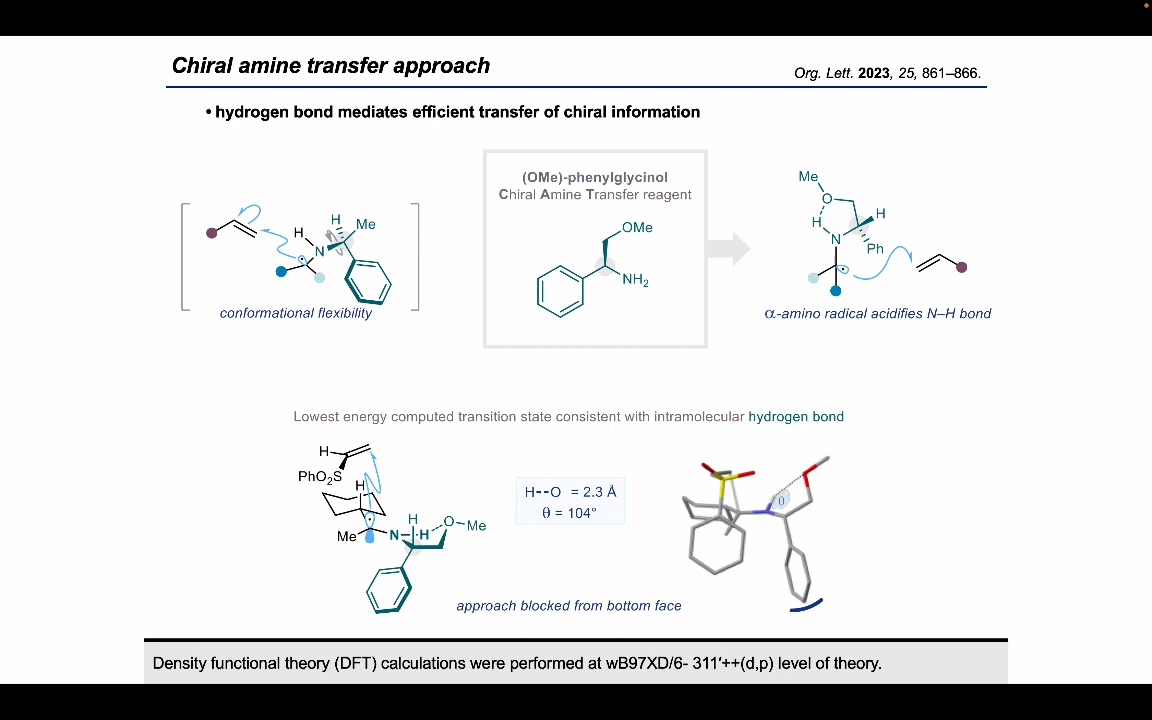 Chiral amine transfer approach
Org. Lett. 2023, 25, 861–866.
• hydrogen bond mediates efficient transfer of chiral information
(OMe)-phenylglycinol
Chiral Amine Transfer reagent
OMe
NH2
H
H
Me
N
conformational flexibility
Me
O
H
H
N
Ph
α-amino radical acidifies N–H bond
Lowest energy computed transition state consistent with intramolecular hydrogen bond
H
PhO2S
H
Me
N
H
H
O
Me
H--O = 2.3 Å
θ = 104°
θ
approach blocked from bottom face
Density functional theory (DFT) calculations were performed at wB97XD/6- 311′++(d,p) level of theory.